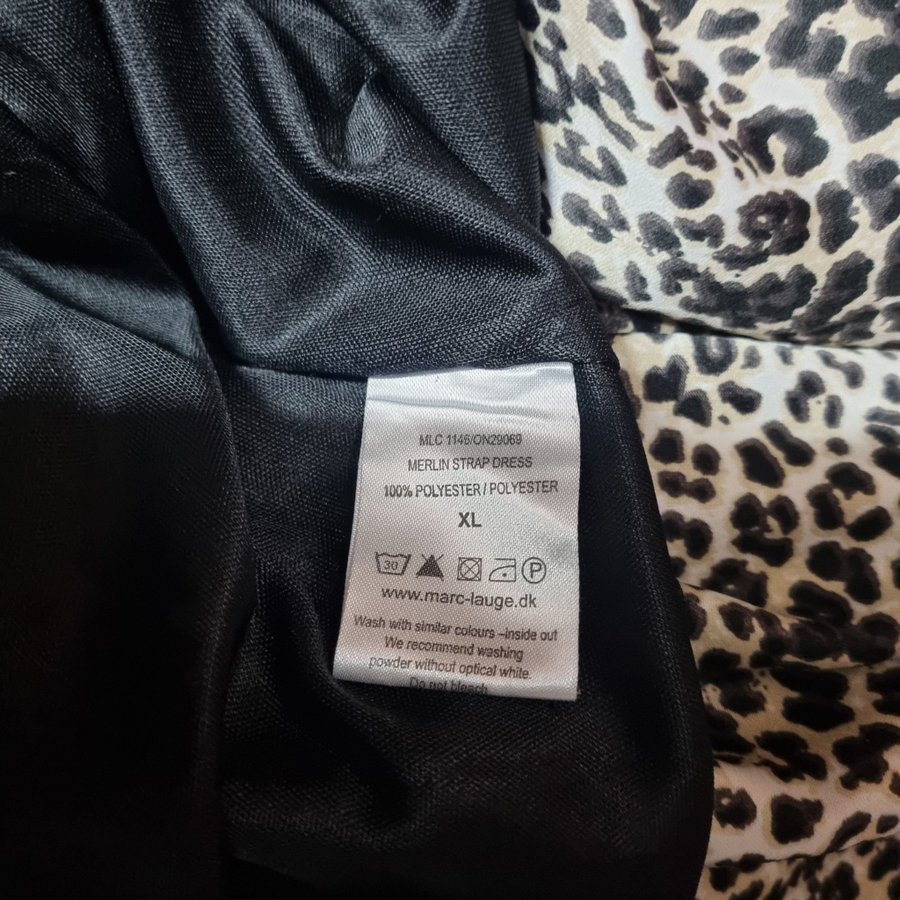 MLC 1146/ON29069
MERLIN STRAP DRESS
100% POLYESTER / POLYESTER
XL
30 P
www.marc-lauge.dk
Wash with similar colours –inside out
We recommend washing
powder without optical white.
Do not bleach